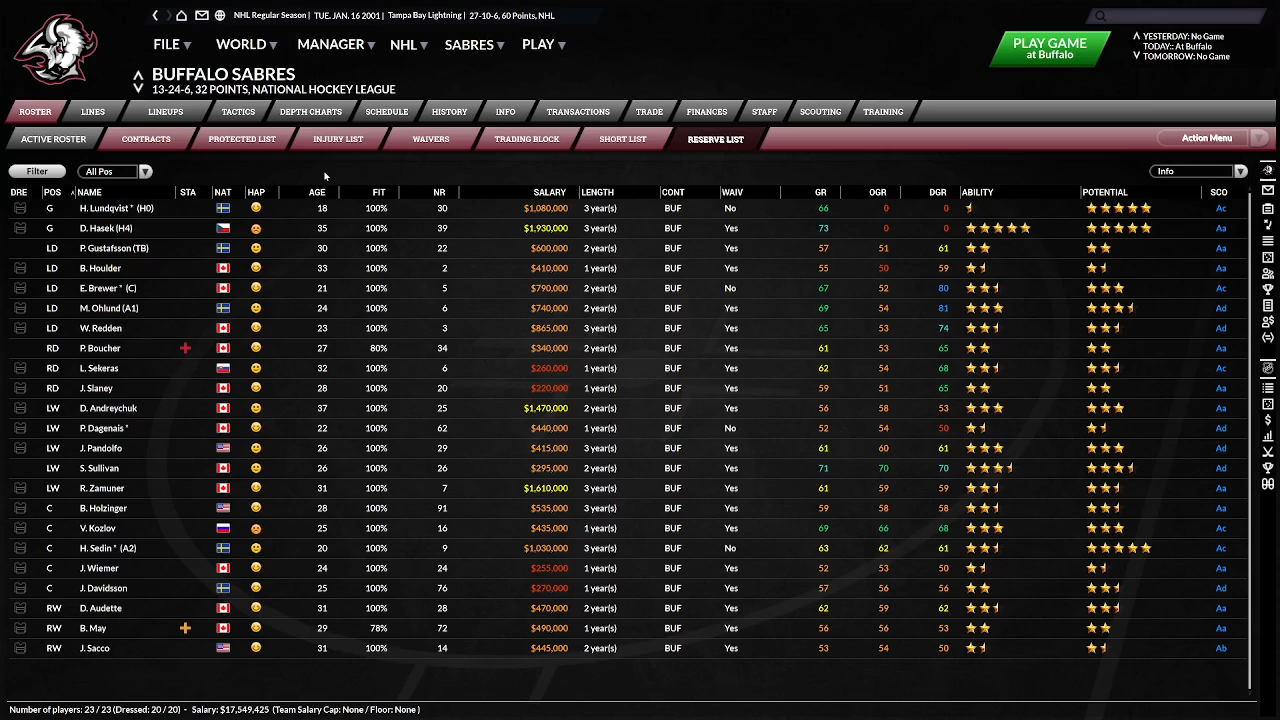 NHL Regular Season | TUE. JAN. 16 2001 | Tampa Bay Lightning | 27-10-6, 60 Points, NHL
FILE WORLD MANAGER NHL SABRES PLAY
PLAY GAME
at Buffalo
YESTERDAY: No Game
TODAY:: At Buffalo
TOMORROW: No Game
BUFFALO SABRES
13-24-6, 32 POINTS, NATIONAL HOCKEY LEAGUE
ROSTER LINES LINEUPS TACTICS DEPTH CHARTS SCHEDULE HISTORY INFO TRANSACTIONS TRADE FINANCES STAFF SCOUTING TRAINING
ACTIVE ROSTER CONTRACTS PROTECTED LIST INJURY LIST WAIVERS TRADING BLOCK SHORT LIST RESERVE LIST Action Menu
Filter All Pos Info
DRE POS NAME STA NAT HAP AGE FIT NR SALARY LENGTH CONT WAIV GR OGR DGR ABILITY POTENTIAL SCO
G H. Lundqvist * (H0) 18 100% 30 $1,080,000 3 year(s) BUF No 66 0 0 Ac
G D. Hasek (H4) 35 100% 39 $1,930,000 3 year(s) BUF Yes 73 0 0 Aa
LD P. Gustafsson (TB) 30 100% 22 $600,000 2 year(s) BUF Yes 57 51 61 Aa
LD B. Houlder 33 100% 2 $410,000 1 year(s) BUF Yes 55 50 59 Aa
LD E. Brewer * (C) 21 100% 5 $790,000 2 year(s) BUF No 67 52 80 Ac
LD M. Ohlund (A1) 24 100% 6 $740,000 2 year(s) BUF Yes 69 54 81 Ad
LD W. Redden 23 100% 3 $865,000 3 year(s) BUF Yes 65 53 74 Ad
RD P. Boucher 27 80% 34 $340,000 2 year(s) BUF Yes 61 53 65 Aa
RD L. Sekeras 32 100% 6 $260,000 1 year(s) BUF Yes 62 54 68 Aa
RD J. Slaney 28 100% 20 $220,000 1 year(s) BUF Yes 59 51 65 Aa
LW D. Andreychuk 37 100% 25 $1,470,000 2 year(s) BUF Yes 56 58 53 Aa
LW P. Dagenais * 22 100% 62 $440,000 1 year(s) BUF No 52 54 50 Ad
LW J. Pandolfo 26 100% 29 $415,000 3 year(s) BUF Yes 61 60 61 Ad
LW S. Sullivan 26 100% 26 $295,000 2 year(s) BUF Yes 71 70 70 Ad
LW R. Zamuner 31 100% 7 $1,610,000 3 year(s) BUF Yes 61 59 59 Aa
C B. Holzinger 28 100% 91 $535,000 3 year(s) BUF Yes 59 58 58 Aa
C V. Kozlov 25 100% 16 $435,000 1 year(s) BUF Yes 69 66 68 Ac
C H. Sedin * (A2) 20 100% 9 $1,030,000 3 year(s) BUF No 63 62 61 Ac
C J. Wiemer 24 100% 24 $255,000 1 year(s) BUF Yes 52 53 50 Aa
C J. Davidsson 25 100% 76 $270,000 1 year(s) BUF Yes 57 56 56 Ad
RW D. Audette 31 100% 28 $470,000 2 year(s) BUF Yes 62 59 62 Aa
RW B. May 29 78% 72 $490,000 1 year(s) BUF Yes 56 56 53 Aa
RW J. Sacco 31 100% 14 $445,000 2 year(s) BUF Yes 53 54 50 Ab
Number of players: 23 / 23 (Dressed: 20 / 20) - Salary: $17,549,425 (Team Salary Cap: None / Floor: None )